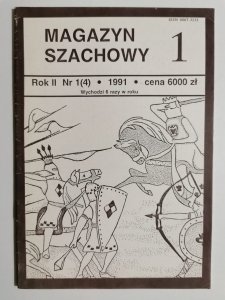 MAGAZYN
SZACHOWY
1
Rok II Nr 1(4) • 1991 • cena 6000 zł
Wychodzi 6 razy w roku